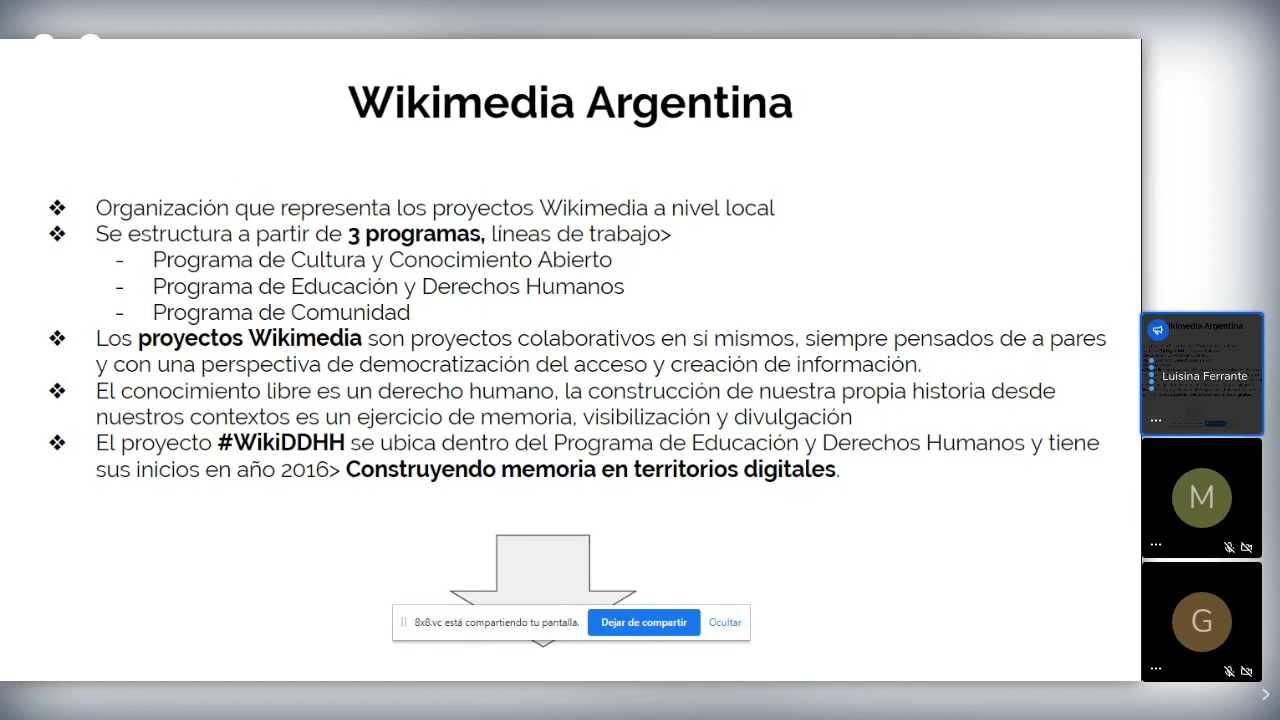 Wikimedia Argentina
❖ Organización que representa los proyectos Wikimedia a nivel local
❖ Se estructura a partir de 3 programas, líneas de trabajo>
- Programa de Cultura y Conocimiento Abierto
- Programa de Educación y Derechos Humanos
- Programa de Comunidad
❖ Los proyectos Wikimedia son proyectos colaborativos en sí mismos, siempre pensados de a pares
y con una perspectiva de democratización del acceso y creación de información.
❖ El conocimiento libre es un derecho humano, la construcción de nuestra propia historia desde
nuestros contextos es un ejercicio de memoria, visibilización y divulgación
❖ El proyecto #WikiDDHH se ubica dentro del Programa de Educación y Derechos Humanos y tiene
sus inicios en año 2016> Construyendo memoria en territorios digitales.
8x8.vc está compartiendo tu pantalla.
Dejar de compartir
Ocultar
Wikimedia Argentina
Luisina Ferrante
M
G